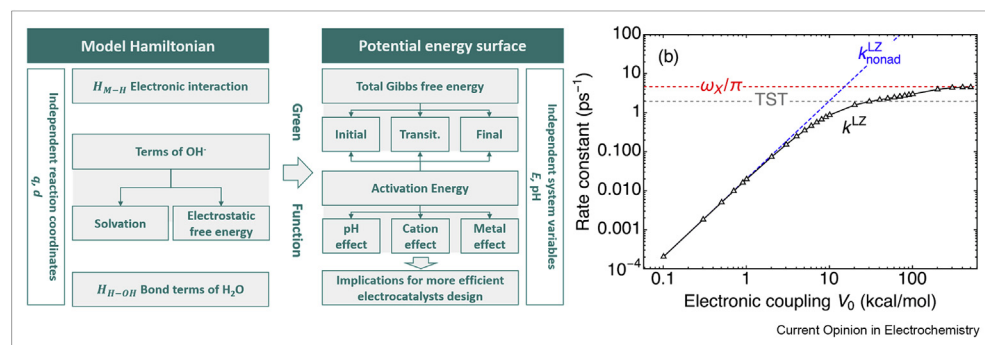 Model Hamiltonian
Independent reaction coordinates
q, d
H_{M−H} Electronic interaction
Terms of OH⁻
Solvation
Electrostatic
free energy
H_{H−OH} Bond terms of H₂O
Green
Function
Potential energy surface
Total Gibbs free energy
Initial
Transit.
Final
Activation Energy
pH
effect
Cation
effect
Metal
effect
Implications for more efficient
electrocatalysts design
Independent system variables
E, pH
(b)
Rate constant (ps⁻¹)
100
10
1
0.100
0.010
0.001
10⁻⁴
k^{LZ}_{nonad}
ω_X/π
TST
k^{LZ}
0.1
1
10
100
Electronic coupling V₀ (kcal/mol)
Current Opinion in Electrochemistry